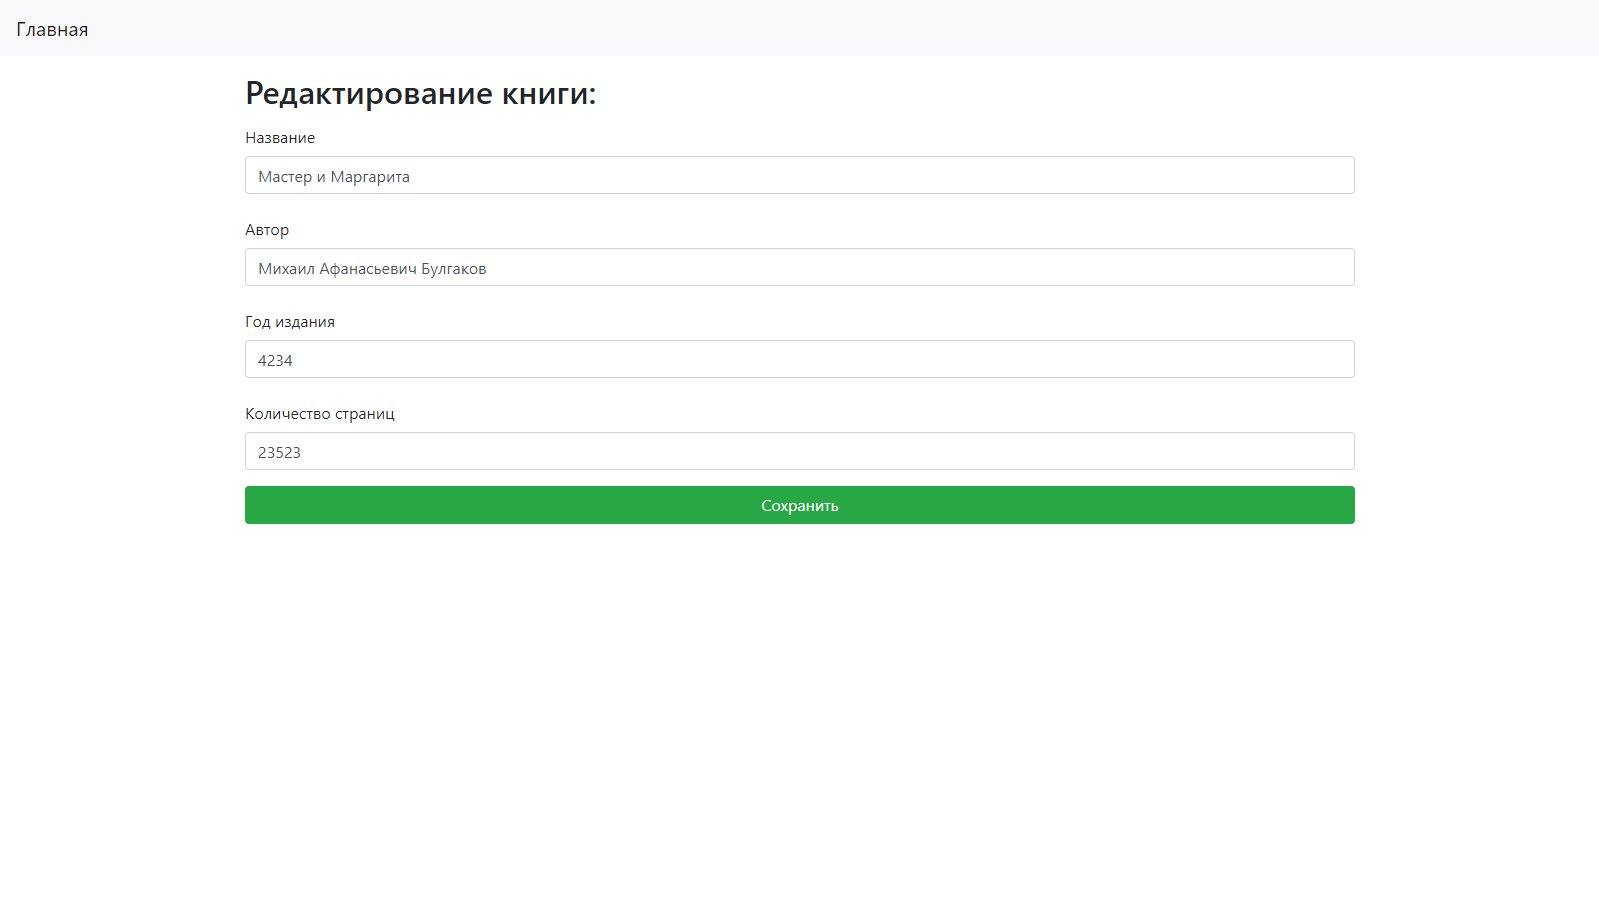 Главная
Редактирование книги:
Название
Мастер и Маргарита
Автор
Михаил Афанасьевич Булгаков
Год издания
4234
Количество страниц
23523
Сохранить